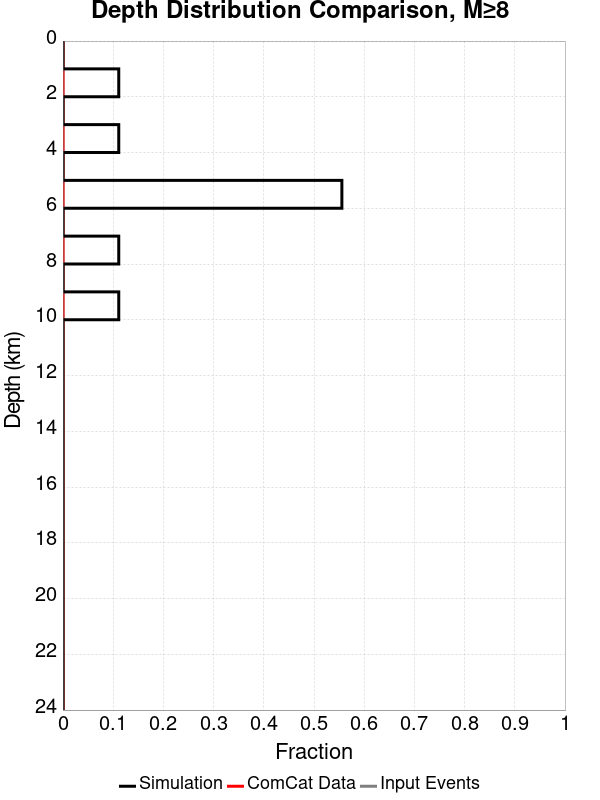 Depth Distribution Comparison, M≥8
0
2
4
6
8
10
12
14
16
18
20
22
24
Depth (km)
0 0.1 0.2 0.3 0.4 0.5 0.6 0.7 0.8 0.9 1
Fraction
Simulation ComCat Data Input Events